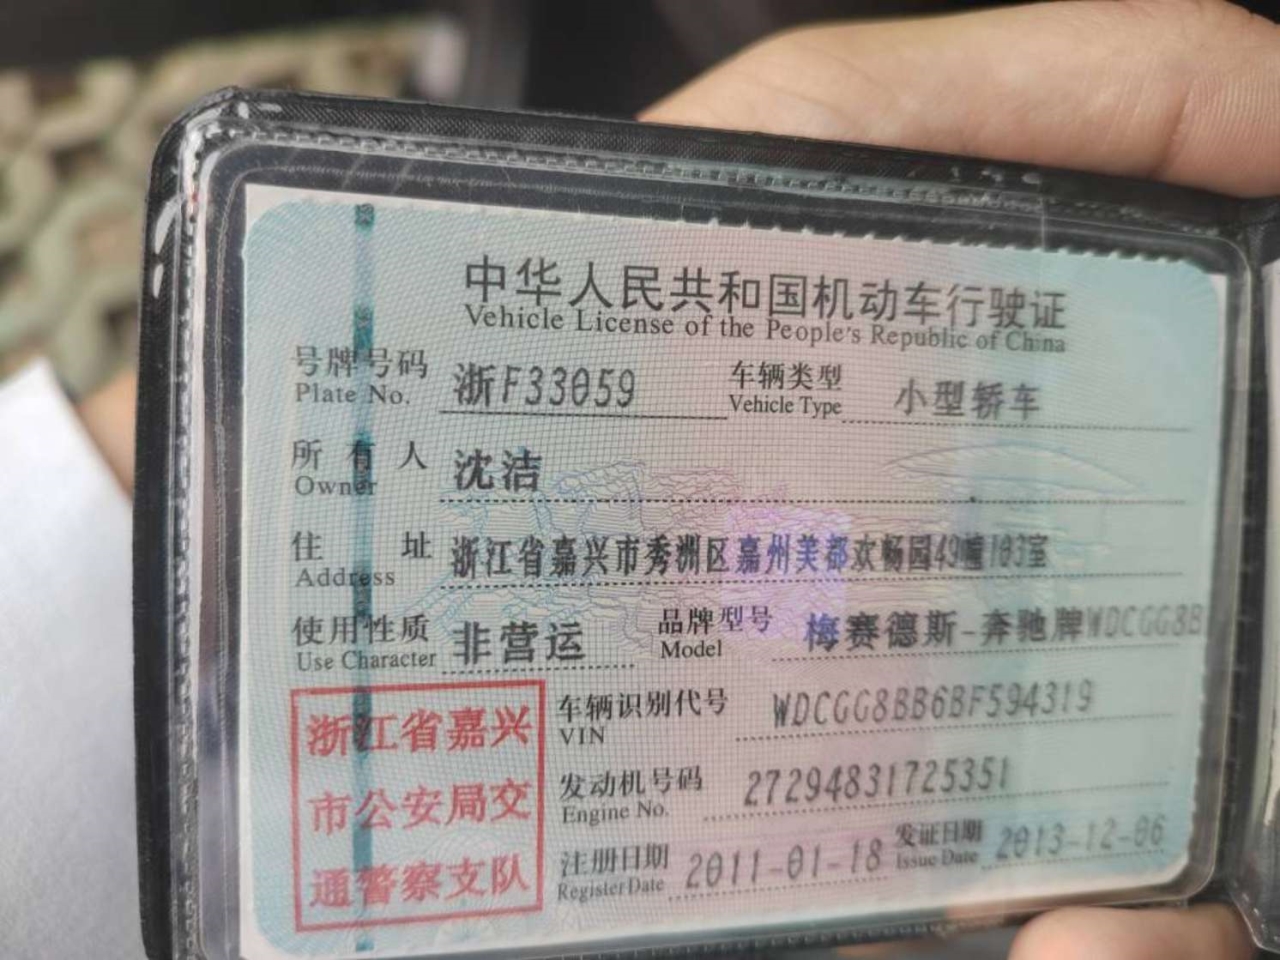 中华人民共和国机动车行驶证
Vehicle License of the People's Republic of China
号牌号码 浙F33059 车辆类型 小型轿车
Plate No. Vehicle Type
所有人 沈洁
Owner
住址 浙江省嘉兴市秀洲区嘉州美都欢畅园49幢103室
Address
使用性质 非营运 品牌型号 梅赛德斯-奔驰牌WDCGG8B
Use Character Model
浙江省嘉兴
市公安局交
通警察支队
车辆识别代号 WDCGG8BB6BF594319
VIN
发动机号码 27294831725351
Engine No.
注册日期 2011-01-18 发证日期 2013-12-06
Register Date Issue Date